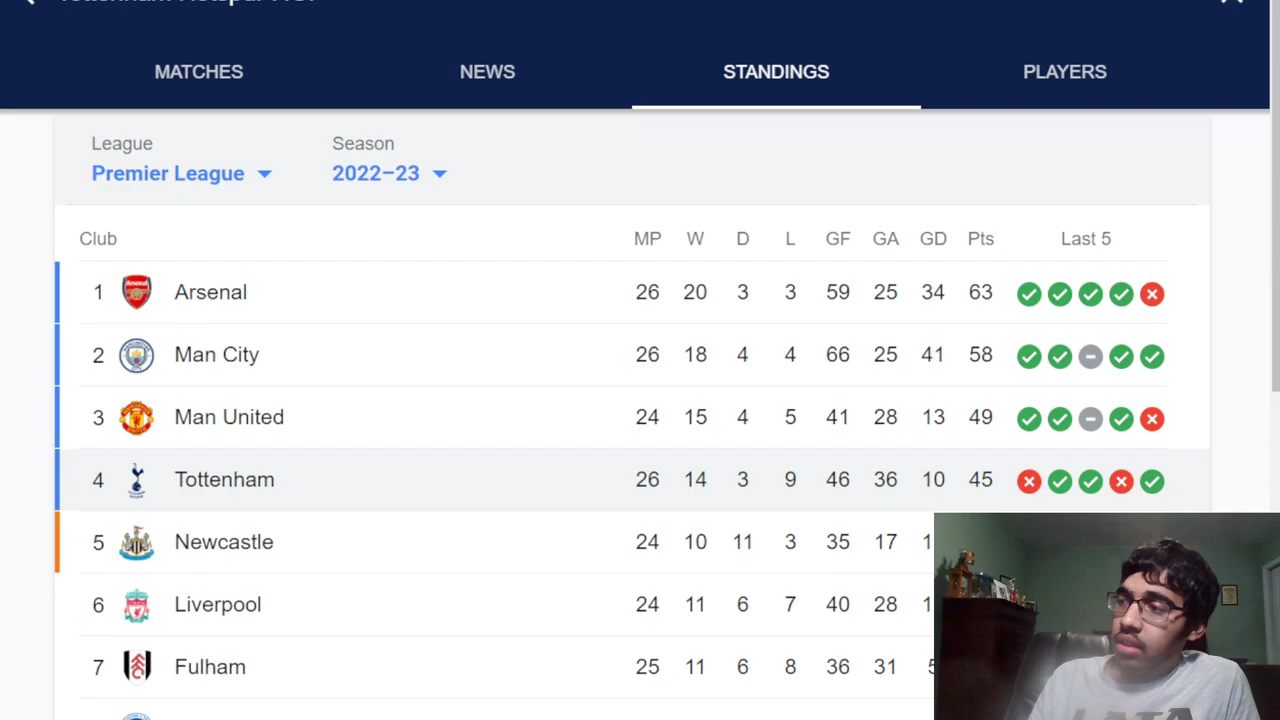 MATCHES NEWS STANDINGS PLAYERS
League Season
Premier League 2022–23
Club MP W D L GF GA GD Pts Last 5
1 Arsenal 26 20 3 3 59 25 34 63
2 Man City 26 18 4 4 66 25 41 58
3 Man United 24 15 4 5 41 28 13 49
4 Tottenham 26 14 3 9 46 36 10 45
5 Newcastle 24 10 11 3 35 17
6 Liverpool 24 11 6 7 40 28
7 Fulham 25 11 6 8 36 31